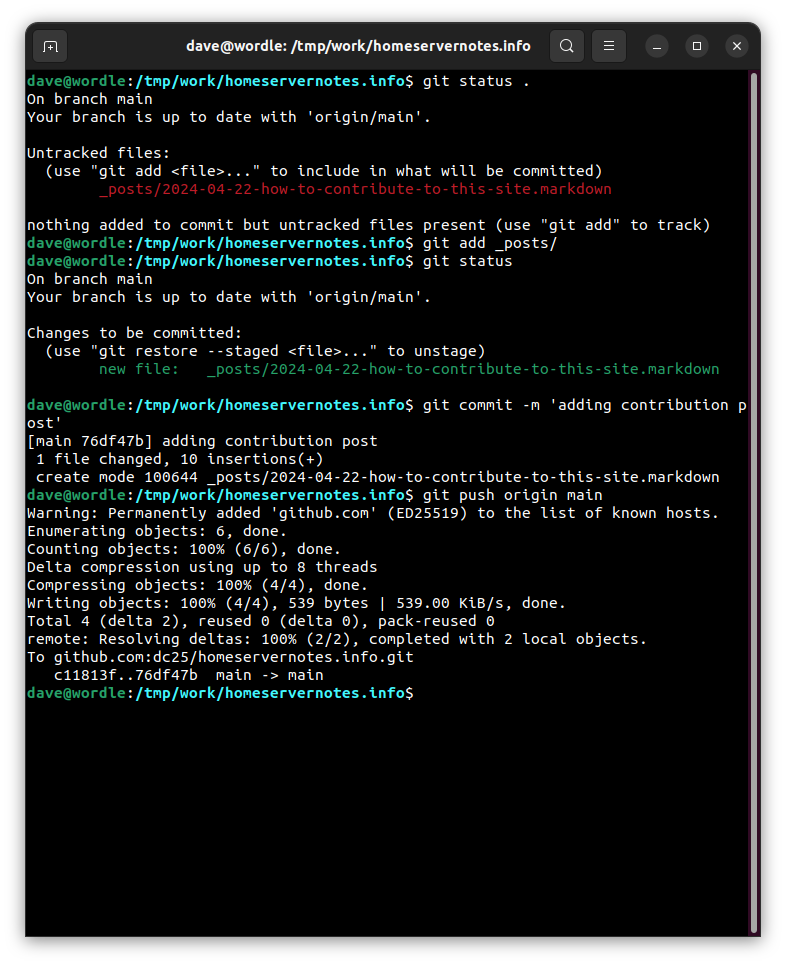 dave@wordle: /tmp/work/homeservernotes.info
dave@wordle:/tmp/work/homeservernotes.info$ git status .
On branch main
Your branch is up to date with 'origin/main'.
Untracked files:
  (use "git add <file>..." to include in what will be committed)
        _posts/2024-04-22-how-to-contribute-to-this-site.markdown
nothing added to commit but untracked files present (use "git add" to track)
dave@wordle:/tmp/work/homeservernotes.info$ git add _posts/
dave@wordle:/tmp/work/homeservernotes.info$ git status
On branch main
Your branch is up to date with 'origin/main'.
Changes to be committed:
  (use "git restore --staged <file>..." to unstage)
        new file:   _posts/2024-04-22-how-to-contribute-to-this-site.markdown
dave@wordle:/tmp/work/homeservernotes.info$ git commit -m 'adding contribution p
ost'
[main 76df47b] adding contribution post
 1 file changed, 10 insertions(+)
 create mode 100644 _posts/2024-04-22-how-to-contribute-to-this-site.markdown
dave@wordle:/tmp/work/homeservernotes.info$ git push origin main
Warning: Permanently added 'github.com' (ED25519) to the list of known hosts.
Enumerating objects: 6, done.
Counting objects: 100% (6/6), done.
Delta compression using up to 8 threads
Compressing objects: 100% (4/4), done.
Writing objects: 100% (4/4), 539 bytes | 539.00 KiB/s, done.
Total 4 (delta 2), reused 0 (delta 0), pack-reused 0
remote: Resolving deltas: 100% (2/2), completed with 2 local objects.
To github.com:dc25/homeservernotes.info.git
   c11813f..76df47b  main -> main
dave@wordle:/tmp/work/homeservernotes.info$